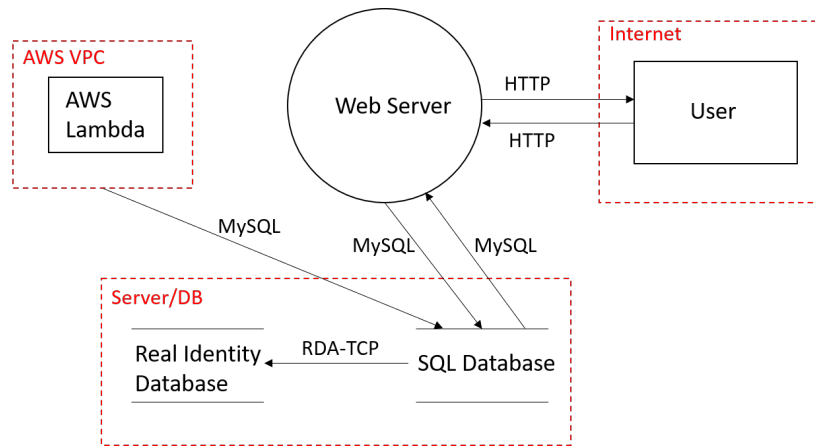 AWS VPC
AWS
Lambda
Web Server
Internet
User
HTTP
HTTP
MySQL
MySQL
MySQL
Server/DB
Real Identity
Database
RDA-TCP
SQL Database